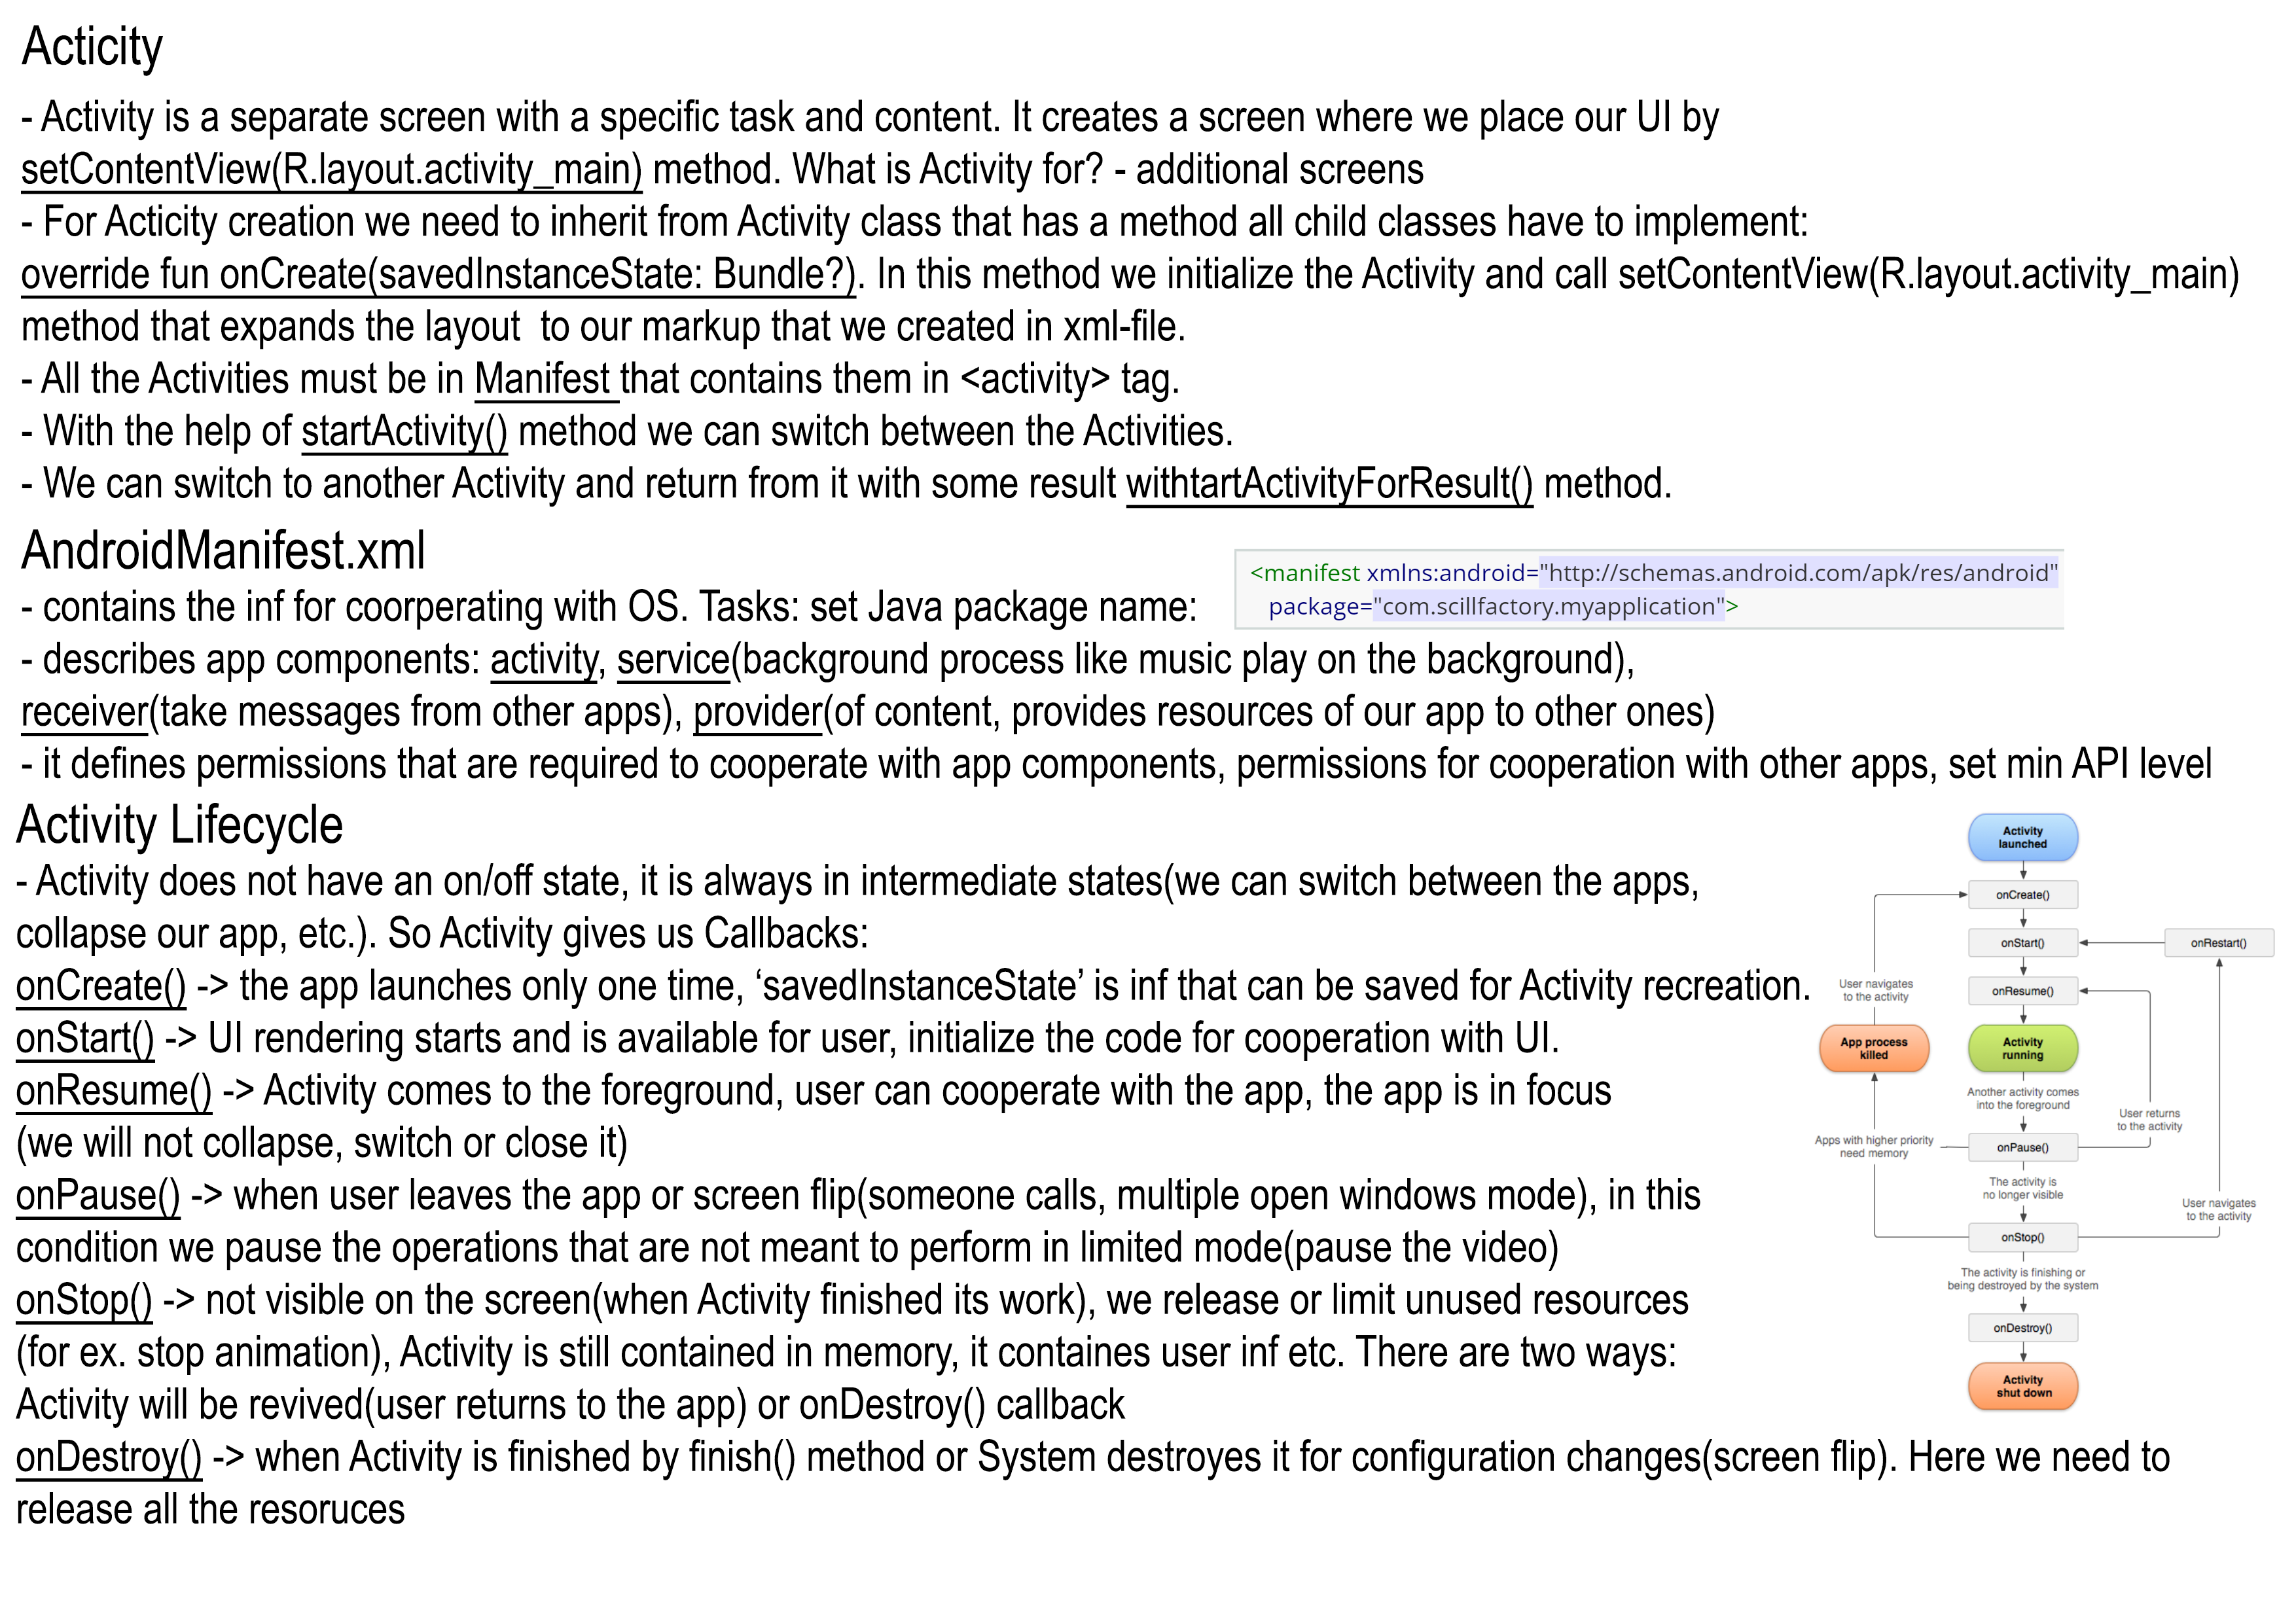 Acticity
- Activity is a separate screen with a specific task and content. It creates a screen where we place our UI by
setContentView(R.layout.activity_main) method. What is Activity for? - additional screens
- For Acticity creation we need to inherit from Activity class that has a method all child classes have to implement:
override fun onCreate(savedInstanceState: Bundle?). In this method we initialize the Activity and call setContentView(R.layout.activity_main)
method that expands the layout  to our markup that we created in xml-file.
- All the Activities must be in Manifest that contains them in <activity> tag.
- With the help of startActivity() method we can switch between the Activities.
- We can switch to another Activity and return from it with some result withtartActivityForResult() method.
AndroidManifest.xml
- contains the inf for coorperating with OS. Tasks: set Java package name:
<manifest xmlns:android="http://schemas.android.com/apk/res/android"
package="com.scillfactory.myapplication">
- describes app components: activity, service(background process like music play on the background),
receiver(take messages from other apps), provider(of content, provides resources of our app to other ones)
- it defines permissions that are required to cooperate with app components, permissions for cooperation with other apps, set min API level
Activity Lifecycle
- Activity does not have an on/off state, it is always in intermediate states(we can switch between the apps,
collapse our app, etc.). So Activity gives us Callbacks:
onCreate() -> the app launches only one time, ‘savedInstanceState’ is inf that can be saved for Activity recreation.
onStart() -> UI rendering starts and is available for user, initialize the code for cooperation with UI.
onResume() -> Activity comes to the foreground, user can cooperate with the app, the app is in focus
(we will not collapse, switch or close it)
onPause() -> when user leaves the app or screen flip(someone calls, multiple open windows mode), in this
condition we pause the operations that are not meant to perform in limited mode(pause the video)
onStop() -> not visible on the screen(when Activity finished its work), we release or limit unused resources
(for ex. stop animation), Activity is still contained in memory, it containes user inf etc. There are two ways:
Activity will be revived(user returns to the app) or onDestroy() callback
onDestroy() -> when Activity is finished by finish() method or System destroyes it for configuration changes(screen flip). Here we need to
release all the resoruces
Activity
launched
onCreate()
onStart()
onRestart()
User navigates
to the activity
onResume()
App process
killed
Activity
running
Another activity comes
into the foreground
User returns
to the activity
Apps with higher priority
need memory
onPause()
The activity is
no longer visible
User navigates
to the activity
onStop()
The activity is finishing or
being destroyed by the system
onDestroy()
Activity
shut down